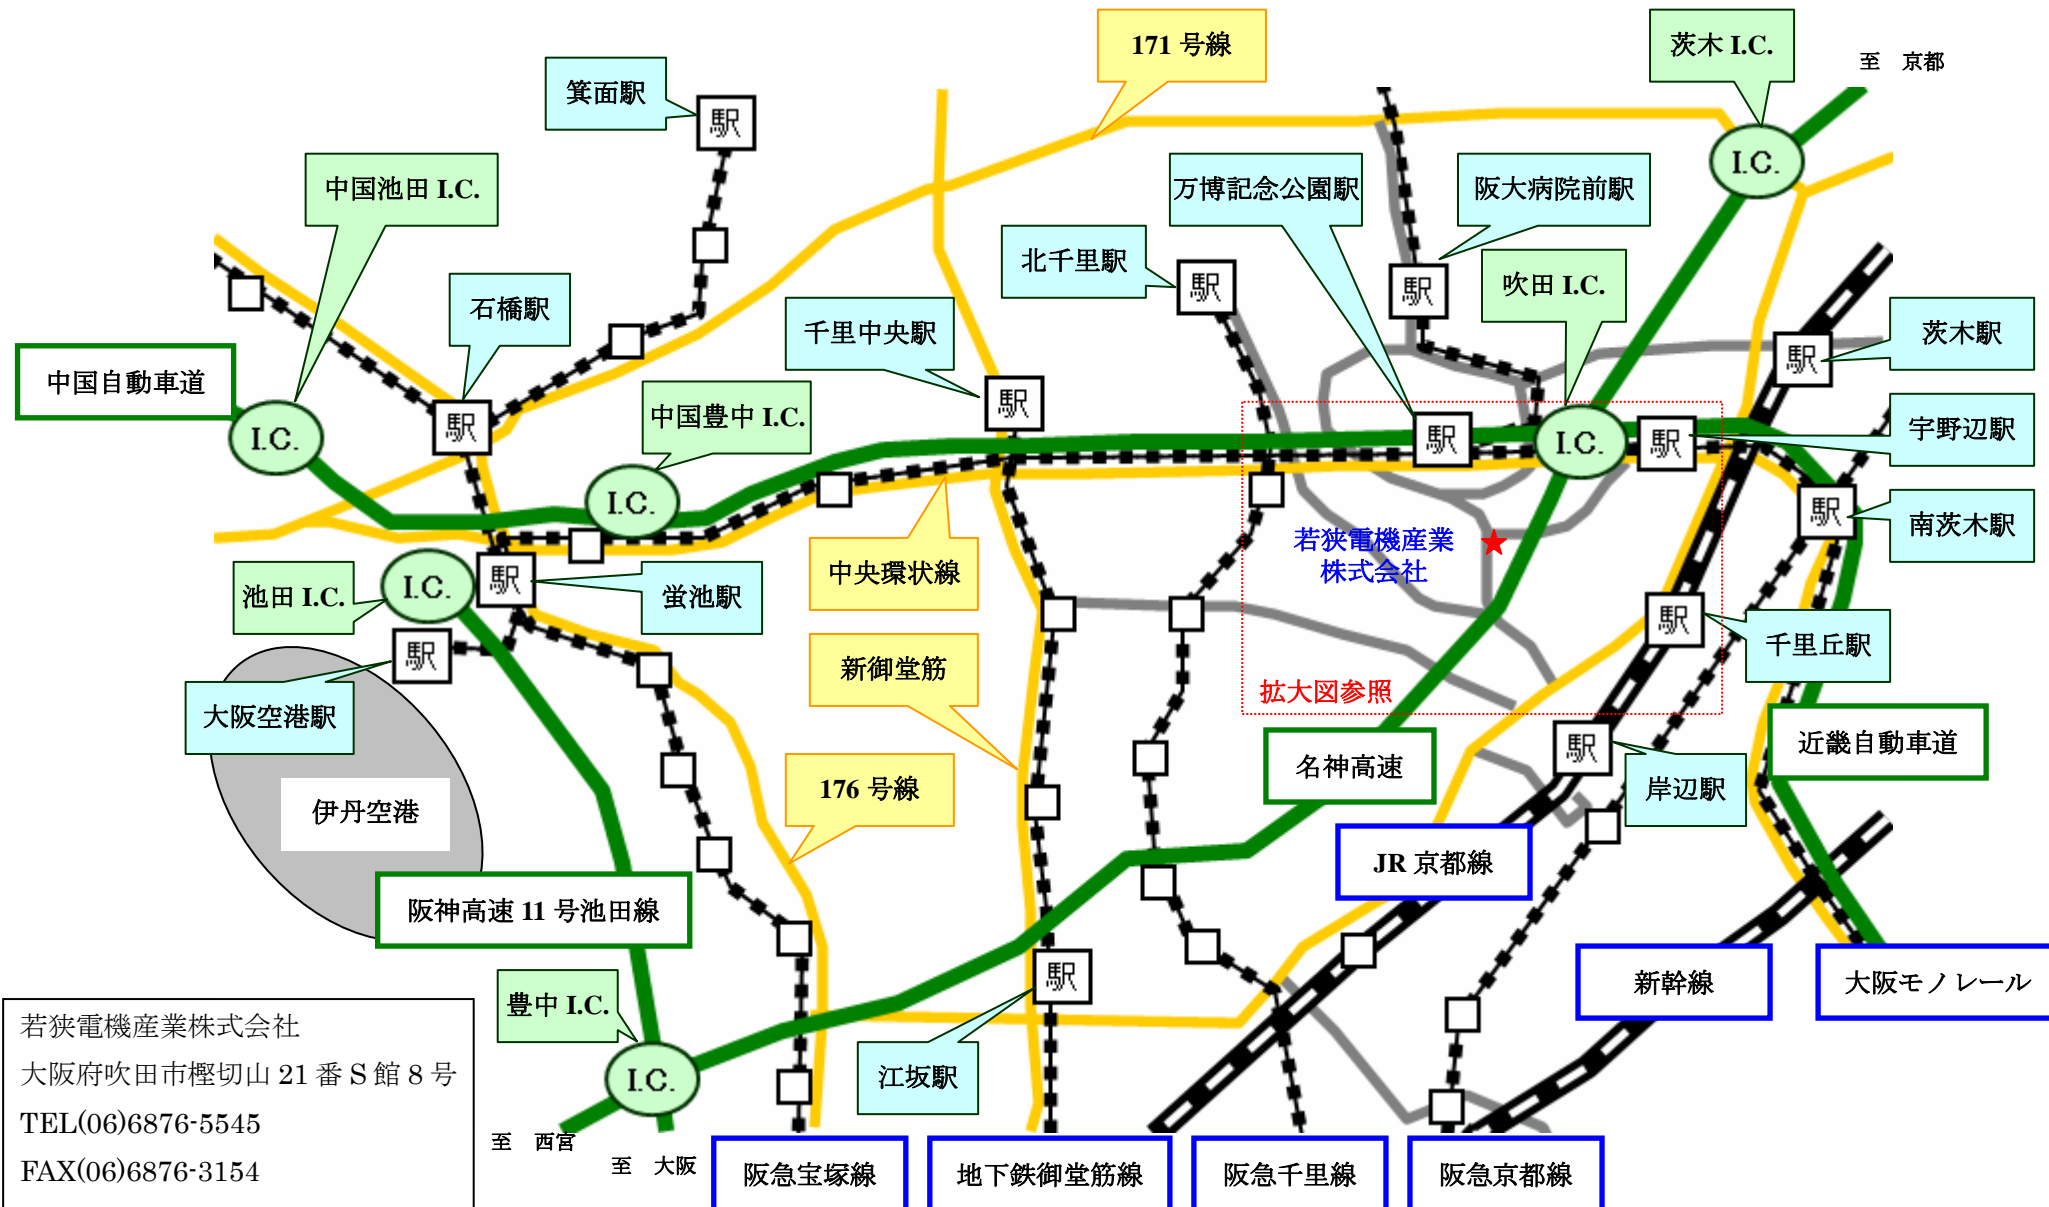 171 号線
茨木 I.C.
至 京都
箕面駅
駅
I.C.
中国池田 I.C.
万博記念公園駅
阪大病院前駅
北千里駅
駅
駅
吹田 I.C.
石橋駅
千里中央駅
茨木駅
駅
中国自動車道
駅
駅
中国豊中 I.C.
宇野辺駅
I.C.
駅
I.C.
駅
I.C.
駅
南茨木駅
若狭電機産業
株式会社
中央環状線
池田 I.C.
I.C.
駅
蛍池駅
駅
千里丘駅
駅
新御堂筋
拡大図参照
大阪空港駅
近畿自動車道
駅
名神高速
岸辺駅
176 号線
伊丹空港
JR 京都線
阪神高速 11 号池田線
駅
新幹線
大阪モノレール
豊中 I.C.
I.C.
江坂駅
若狭電機産業株式会社
大阪府吹田市樫切山 21 番 S 館 8 号
TEL(06)6876-5545
FAX(06)6876-3154
至 西宮
至 大阪
阪急宝塚線
地下鉄御堂筋線
阪急千里線
阪急京都線